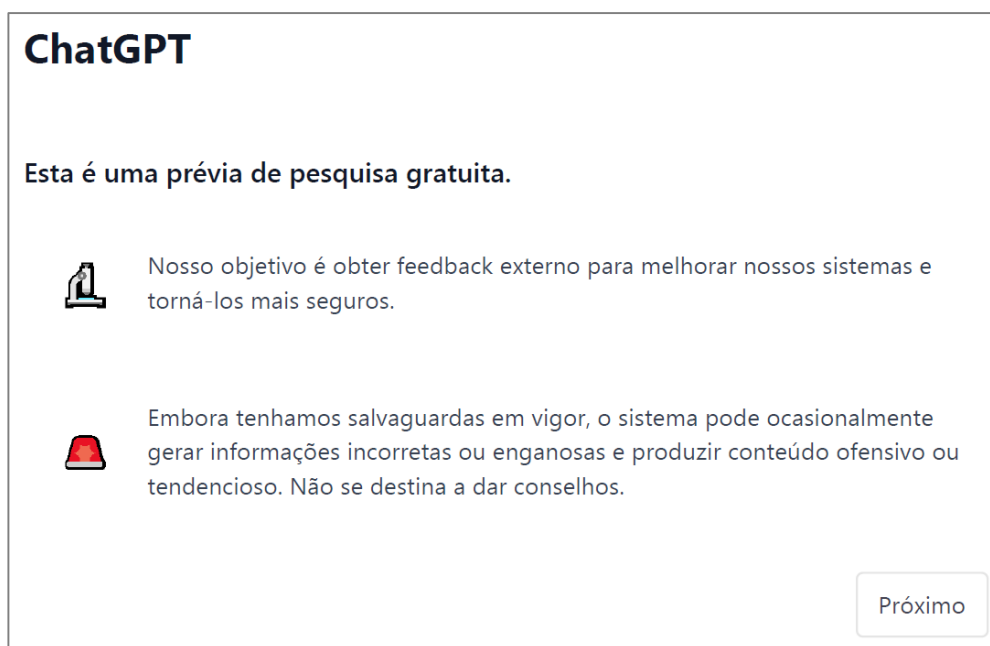 ChatGPT
Esta é uma prévia de pesquisa gratuita.
Nosso objetivo é obter feedback externo para melhorar nossos sistemas e
torná-los mais seguros.
Embora tenhamos salvaguardas em vigor, o sistema pode ocasionalmente
gerar informações incorretas ou enganosas e produzir conteúdo ofensivo ou
tendencioso. Não se destina a dar conselhos.
Próximo